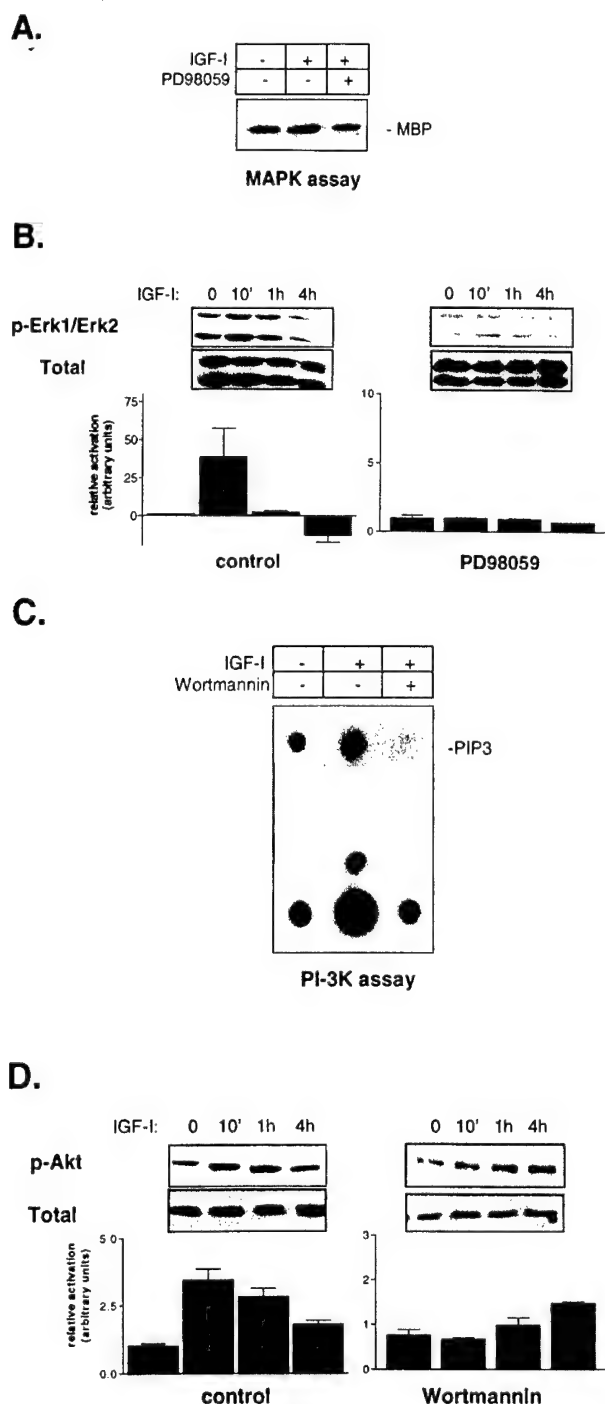 A.
IGF-I - + +
PD98059 - - +
- MBP
MAPK assay
B.
IGF-I: 0 10' 1h 4h
0 10' 1h 4h
p-Erk1/Erk2
Total
relative activation
(arbitrary units)
75
50
25
0
10
5
0
control
PD98059
C.
IGF-I - + +
Wortmannin - - +
-PIP3
PI-3K assay
D.
IGF-I: 0 10' 1h 4h
0 10' 1h 4h
p-Akt
Total
relative activation
(arbitrary units)
5 0
2.5
0.0
3
2
1
0
control
Wortmannin